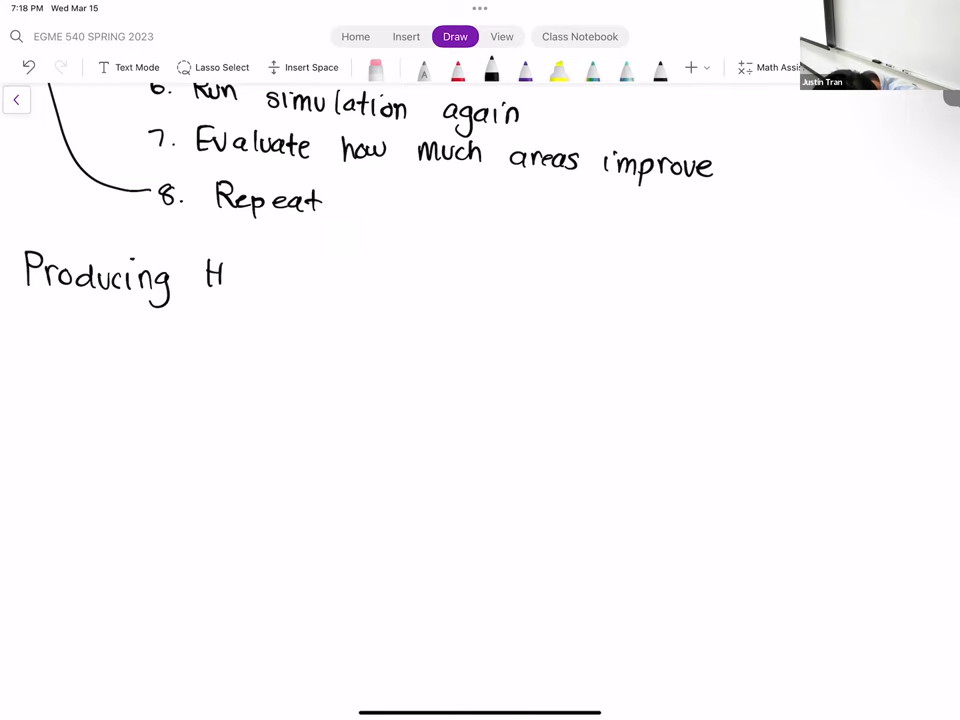 7:18 PM Wed Mar 15
EGME 540 SPRING 2023
Home Insert Draw View Class Notebook
Text Mode Lasso Select Insert Space Math Assis
Justin Tran
6. Run simulation again
7. Evaluate how much areas improve
8. Repeat
Producing H